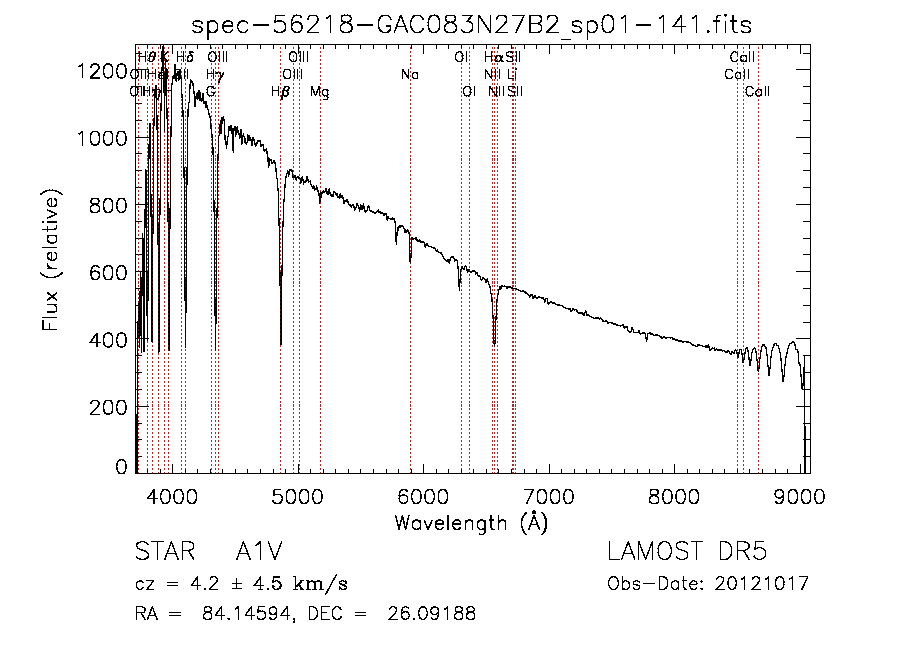 spec-56218-GAC083N27B2_sp01-141.fits
Hθ K Hδ OIII OIII OI Hα SII CaII
Hγ OIII Na NII Li CaII
G Hβ Mg OI NII SII CaII
1200
1000
800
600
400
200
0
Flux (relative)
4000 5000 6000 7000 8000 9000
Wavelength (Å)
STAR A1V LAMOST DR5
cz = 4.2 ± 4.5 km/s Obs-Date: 20121017
RA = 84.14594, DEC = 26.09188